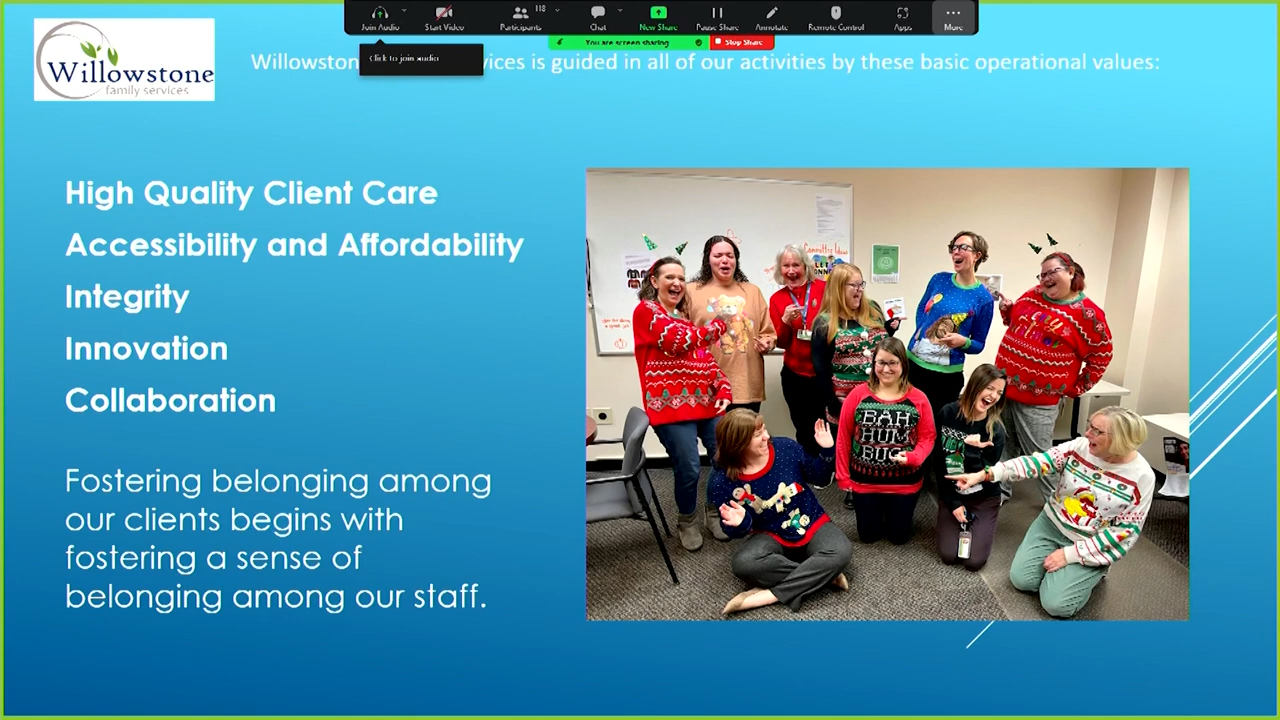 Join Audio
Start Video
Participants
118
Chat
New Share
Pause Share
Annotate
Remote Control
Apps
More
You are screen sharing
Stop Share
Click to join audio
Willowstone
family services
Willowston
vices is guided in all of our activities by these basic operational values:
High Quality Client Care
Accessibility and Affordability
Integrity
Innovation
Collaboration
Fostering belonging among
our clients begins with
fostering a sense of
belonging among our staff.
Committee Ideas
BAH
HUM
BUG